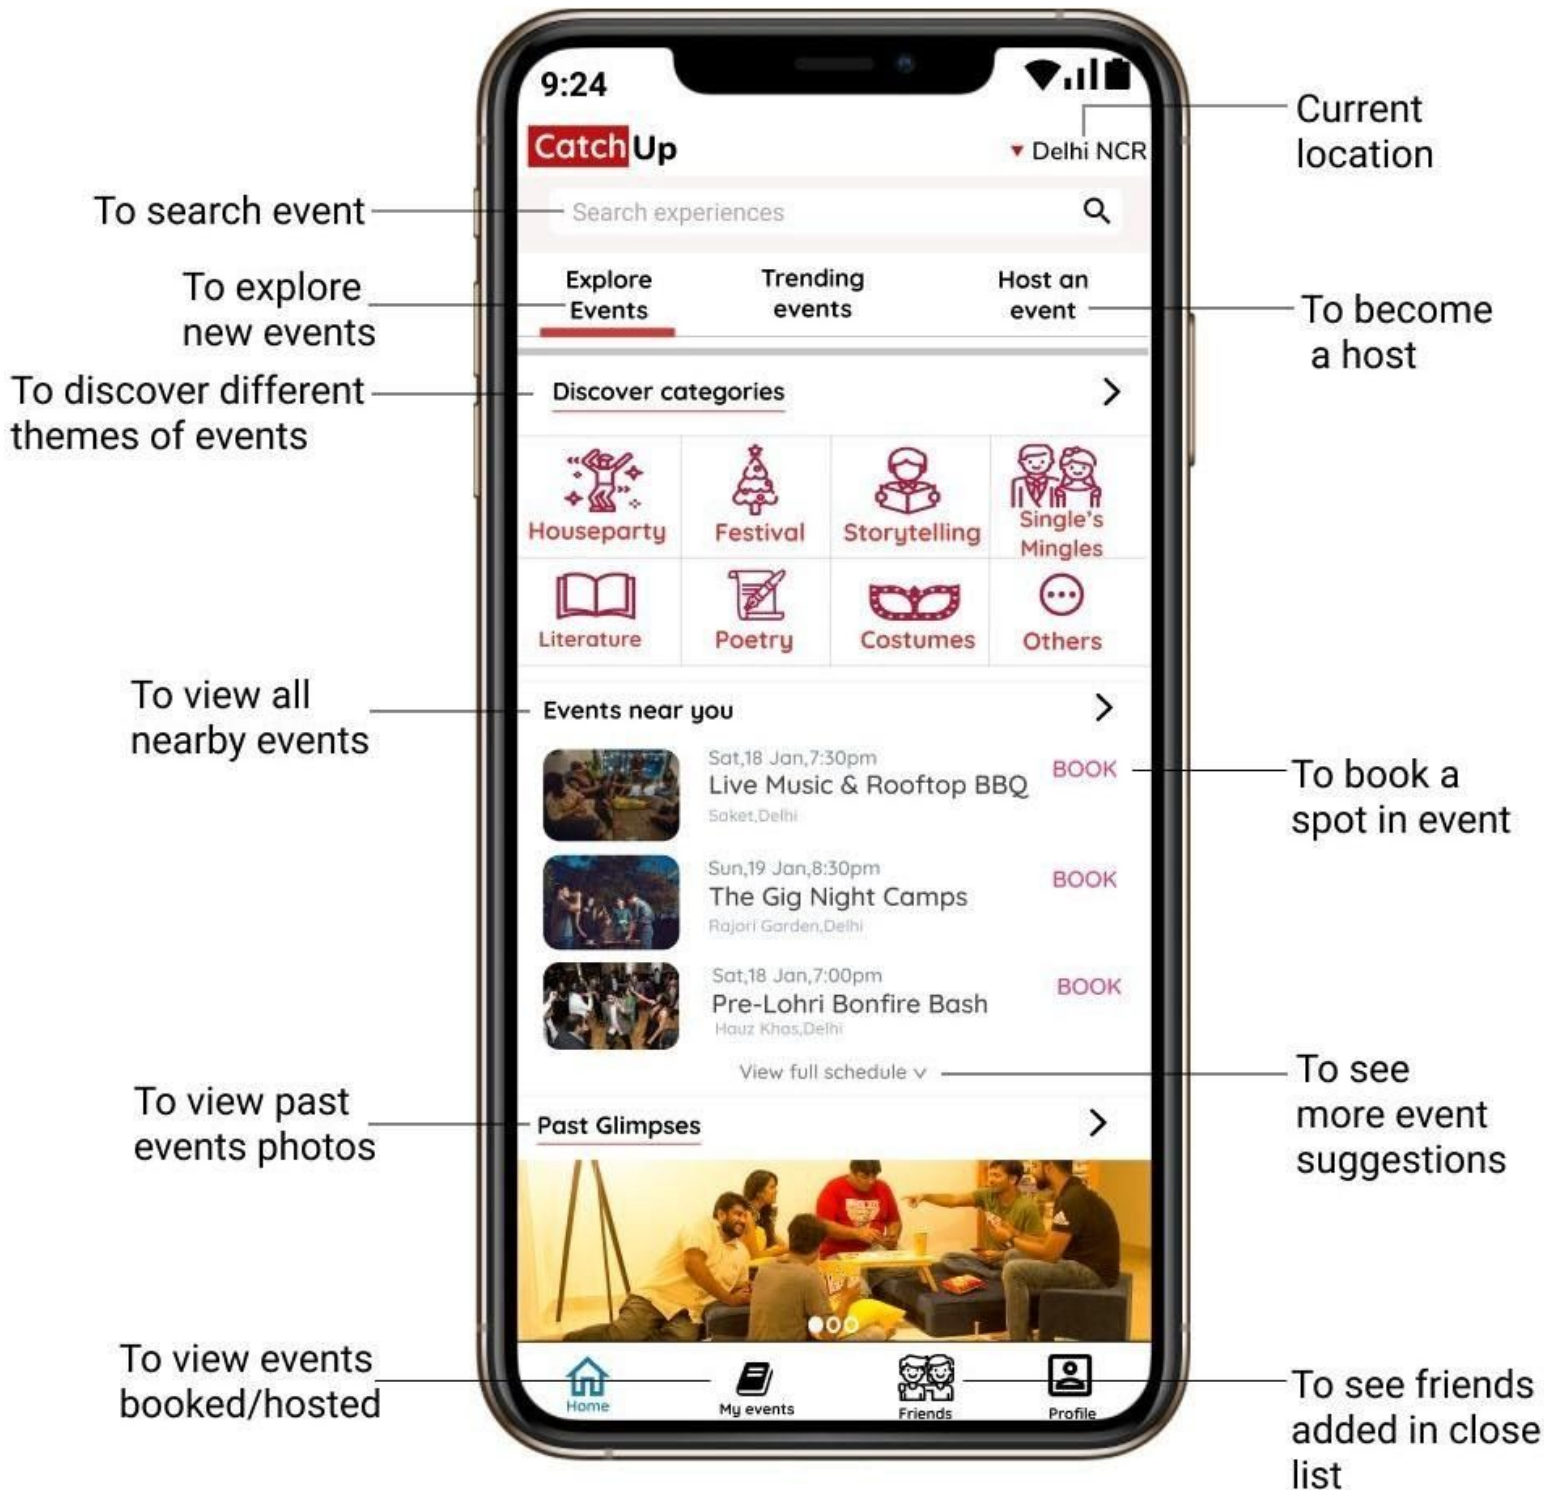 9:24
Catch Up
Delhi NCR
Current
location
To search event
Search experiences
To explore
new events
Explore
Events
Trending
events
Host an
event
To become
a host
To discover different
themes of events
Discover categories
Houseparty
Festival
Storytelling
Single's
Mingles
Literature
Poetry
Costumes
Others
To view all
nearby events
Events near you
Sat,18 Jan,7:30pm
Live Music & Rooftop BBQ
Saket,Delhi
BOOK
To book a
spot in event
Sun,19 Jan,8:30pm
The Gig Night Camps
Rajori Garden,Delhi
BOOK
Sat,18 Jan,7:00pm
Pre-Lohri Bonfire Bash
Hauz Khas,Delhi
BOOK
View full schedule
To see
more event
suggestions
To view past
events photos
Past Glimpses
To view events
booked/hosted
Home
My events
Friends
Profile
To see friends
added in close
list